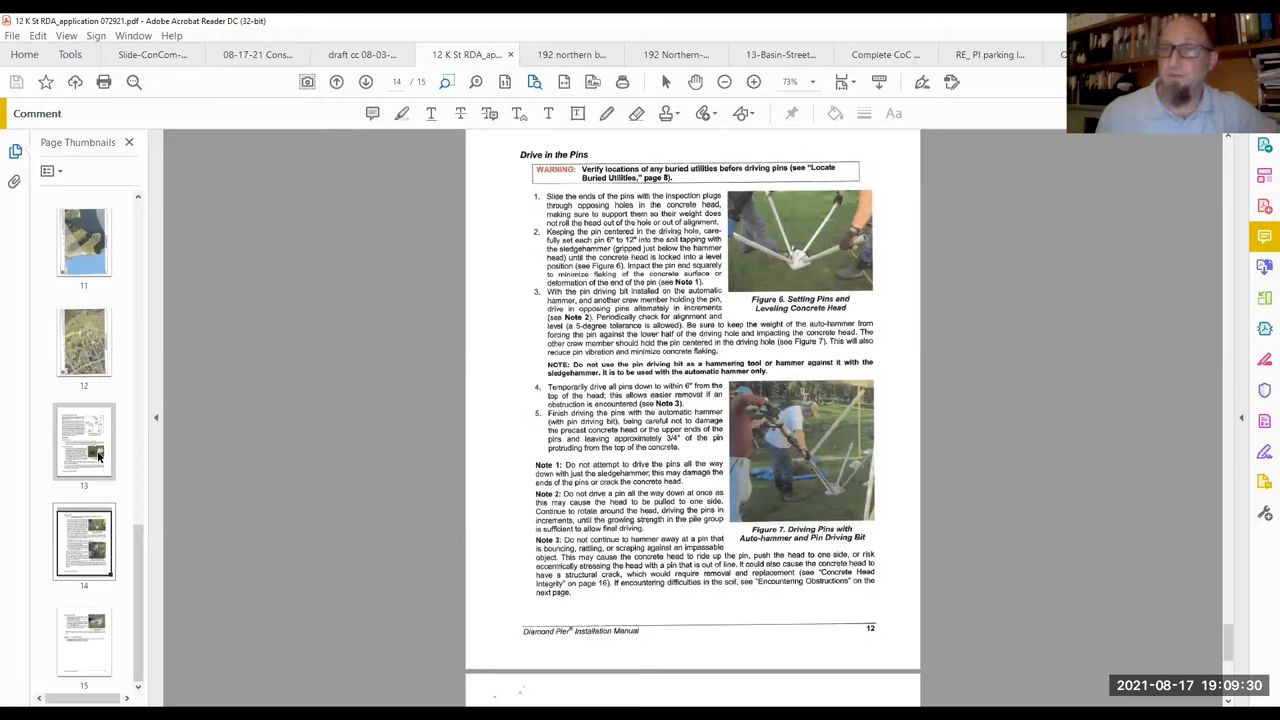 12 K St RDA_application 072921.pdf - Adobe Acrobat Reader DC (32-bit)
File Edit View Sign Window Help
Home Tools Slide-ConCom-... 08-17-21 Cons... draft cc 08-03-... 12 K St RDA_ap... × 192 northern b... 192 Northern-... 13-Basin-Street... Complete CoC ... RE_ PI parking l...
14 / 15 73%
Comment
Page Thumbnails
11
12
13
14
15
Drive in the Pins
WARNING: Verify locations of any buried utilities before driving pins (see "Locate
Buried Utilities," page 8).
1. Slide the ends of the pins with the inspection plugs
through opposing holes in the concrete head,
making sure to support them so their weight does
not roll the head out of the hole or out of alignment.
2. Keeping the pin centered in the driving hole, care-
fully set each pin 6" to 12" into the soil tapping with
the sledgehammer (gripped just below the hammer
head) until the concrete head is locked into a level
position (see Figure 6). Impact the pin end squarely
to minimize flaking of the concrete surface or
deformation of the end of the pin (see Note 1).
3. With the pin driving bit installed on the automatic
hammer, and another crew member holding the pin,
drive in opposing pins alternately in increments
(see Note 2). Periodically check for alignment and
level (a 5-degree tolerance is allowed). Be sure to keep the weight of the auto-hammer from
forcing the pin against the lower half of the driving hole and impacting the concrete head. The
other crew member should hold the pin centered in the driving hole (see Figure 7). This will also
reduce pin vibration and minimize concrete flaking.
Figure 6. Setting Pins and
Leveling Concrete Head
NOTE: Do not use the pin driving bit as a hammering tool or hammer against it with the
sledgehammer. It is to be used with the automatic hammer only.
4. Temporarily drive all pins down to within 6" from the
top of the head; this allows easier removal if an
obstruction is encountered (see Note 3).
5. Finish driving the pins with the automatic hammer
(with pin driving bit), being careful not to damage
the precast concrete head or the upper ends of the
pins and leaving approximately 3/4" of the pin
protruding from the top of the concrete.
Note 1: Do not attempt to drive the pins all the way
down with just the sledgehammer; this may damage the
ends of the pins or crack the concrete head.
Note 2: Do not drive a pin all the way down at once as
this may cause the head to be pulled to one side.
Continue to rotate around the head, driving the pins in
increments, until the growing strength in the pile group
is sufficient to allow final driving.
Figure 7. Driving Pins with
Auto-hammer and Pin Driving Bit
Note 3: Do not continue to hammer away at a pin that
is bouncing, rattling, or scraping against an impassable
object. This may cause the concrete head to ride up the pin, push the head to one side, or risk
eccentrically stressing the head with a pin that is out of line. It could also cause the concrete head to
have a structural crack, which would require removal and replacement (see "Concrete Head
Integrity" on page 16). If encountering difficulties in the soil, see "Encountering Obstructions" on the
next page.
Diamond Pier® Installation Manual 12
2021-08-17 19:09:30